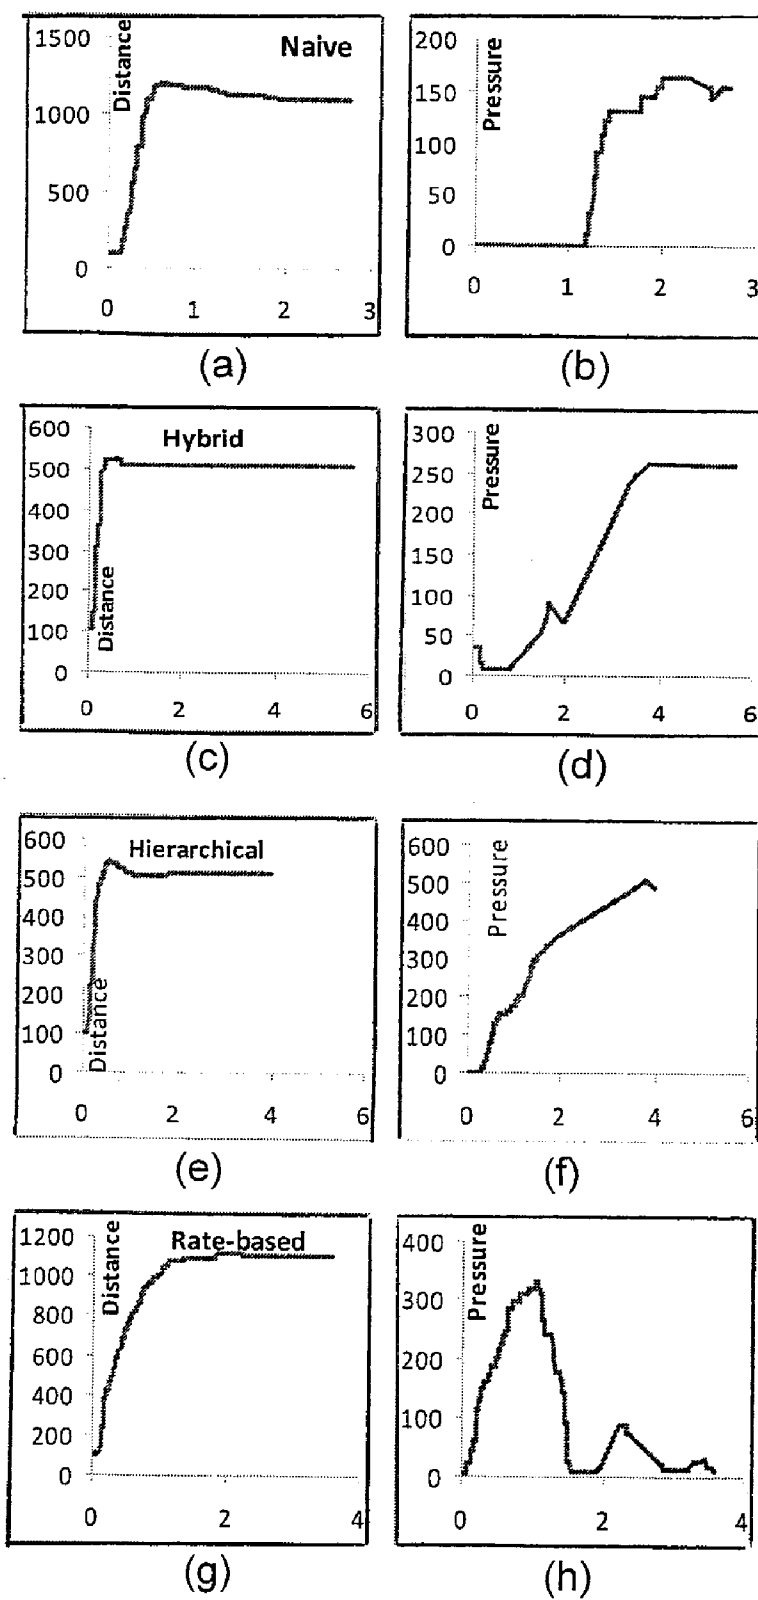 1500
1000
500
0
Distance
Naive
0 1 2 3
(a)
200
150
100
50
0
Pressure
0 1 2 3
(b)
600
500
400
300
200
100
0
Distance
Hybrid
0 2 4 6
(c)
300
250
200
150
100
50
0
Pressure
0 2 4 6
(d)
600
500
400
300
200
100
0
Distance
Hierarchical
0 2 4 6
(e)
600
500
400
300
200
100
0
Pressure
0 2 4 6
(f)
1200
1000
800
600
400
200
0
Distance
Rate-based
0 2 4
(g)
400
300
200
100
0
Pressure
0 2 4
(h)